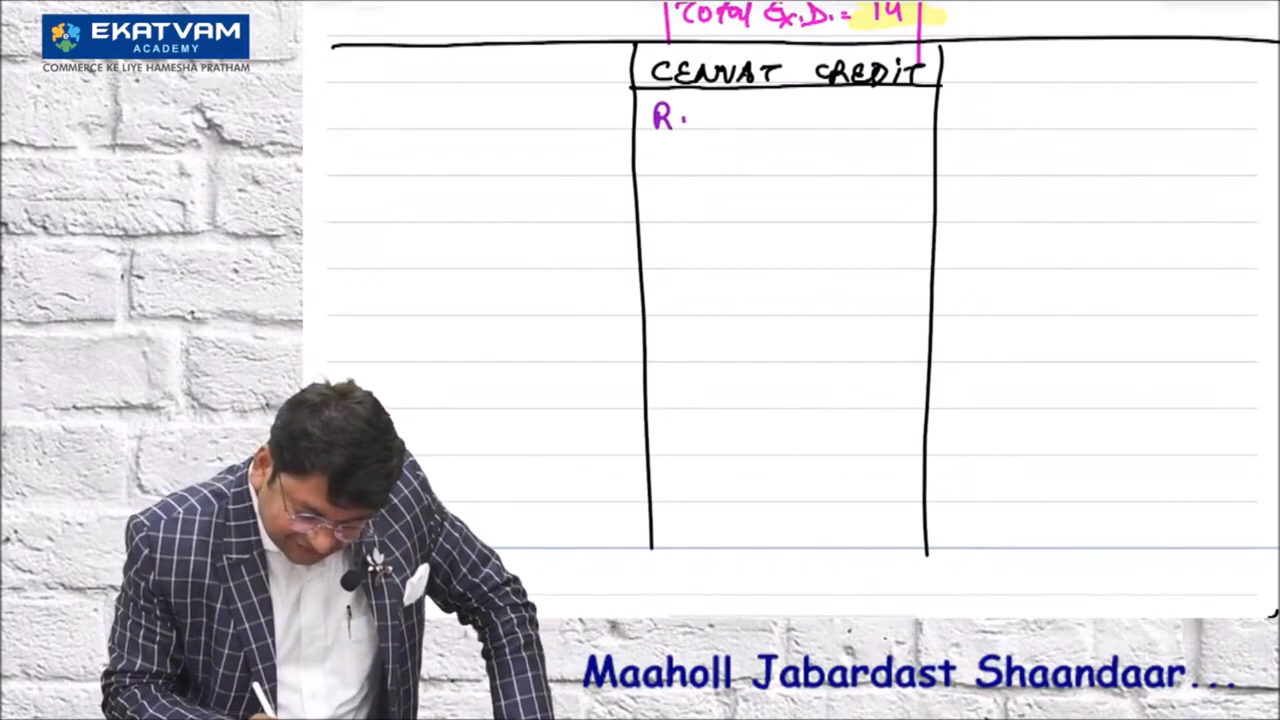 EKATVAM
ACADEMY
COMMERCE KE LIYE HAMESHA PRATHAM
Total Ex.D. = 14
CENVAT CREDIT
R.
Maaholl Jabardast Shaandaar...